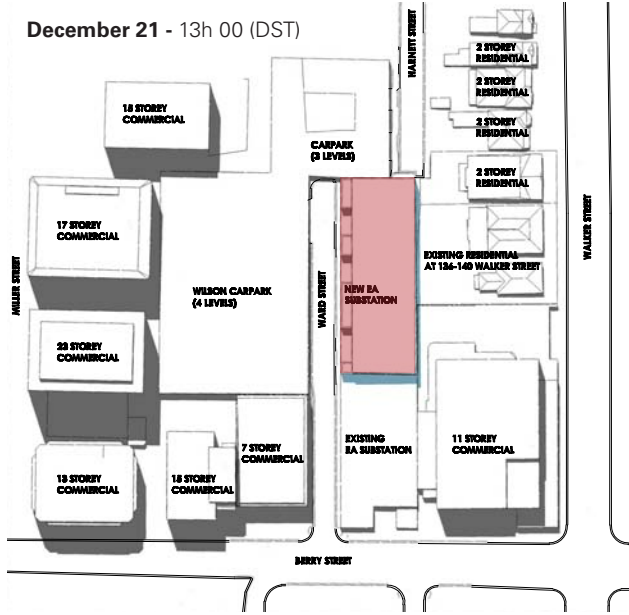 December 21 - 13h 00 (DST)
HARNETT STREET
2 STOREY
RESIDENTIAL
2 STOREY
RESIDENTIAL
2 STOREY
RESIDENTIAL
2 STOREY
RESIDENTIAL
18 STOREY
COMMERCIAL
CARPARK
(3 LEVELS)
17 STOREY
COMMERCIAL
MILLER STREET
WILSON CARPARK
(4 LEVELS)
WARD STREET
NEW EA
SUBSTATION
EXISTING RESIDENTIAL
AT 136-140 WALKER STREET
WALKER STREET
23 STOREY
COMMERCIAL
13 STOREY
COMMERCIAL
15 STOREY
COMMERCIAL
7 STOREY
COMMERCIAL
EXISTING
EA SUBSTATION
11 STOREY
COMMERCIAL
BERRY STREET